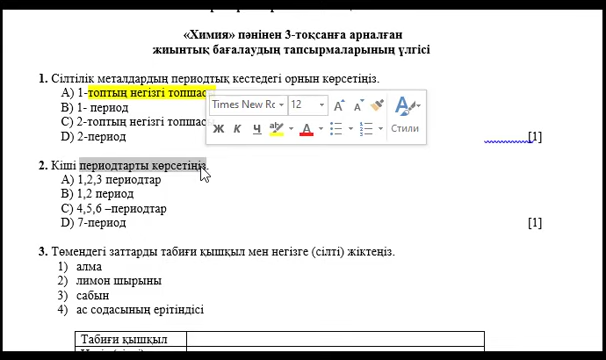 «Химия» пәнінен 3-тоқсанға арналған
жиынтық бағалаудың тапсырмаларының үлгісі
1. Сілтілік металдардың периодтық кестедегі орнын көрсетіңіз.
A) 1-топтың негізгі топшас
Times New Ro 12
B) 1- период
C) 2-топтың негізгі топшас
Ж К Ч Стили
D) 2-период [1]
2. Кіші периодтарты көрсетіңіз.
A) 1,2,3 периодтар
B) 1,2 период
C) 4,5,6 –периодтар
D) 7-период [1]
3. Төмендегі заттарды табиғи қышқыл мен негізге (сілті) жіктеңіз.
1) алма
2) лимон шырыны
3) сабын
4) ас содасының ерітіндісі
Табиғи қышқыл